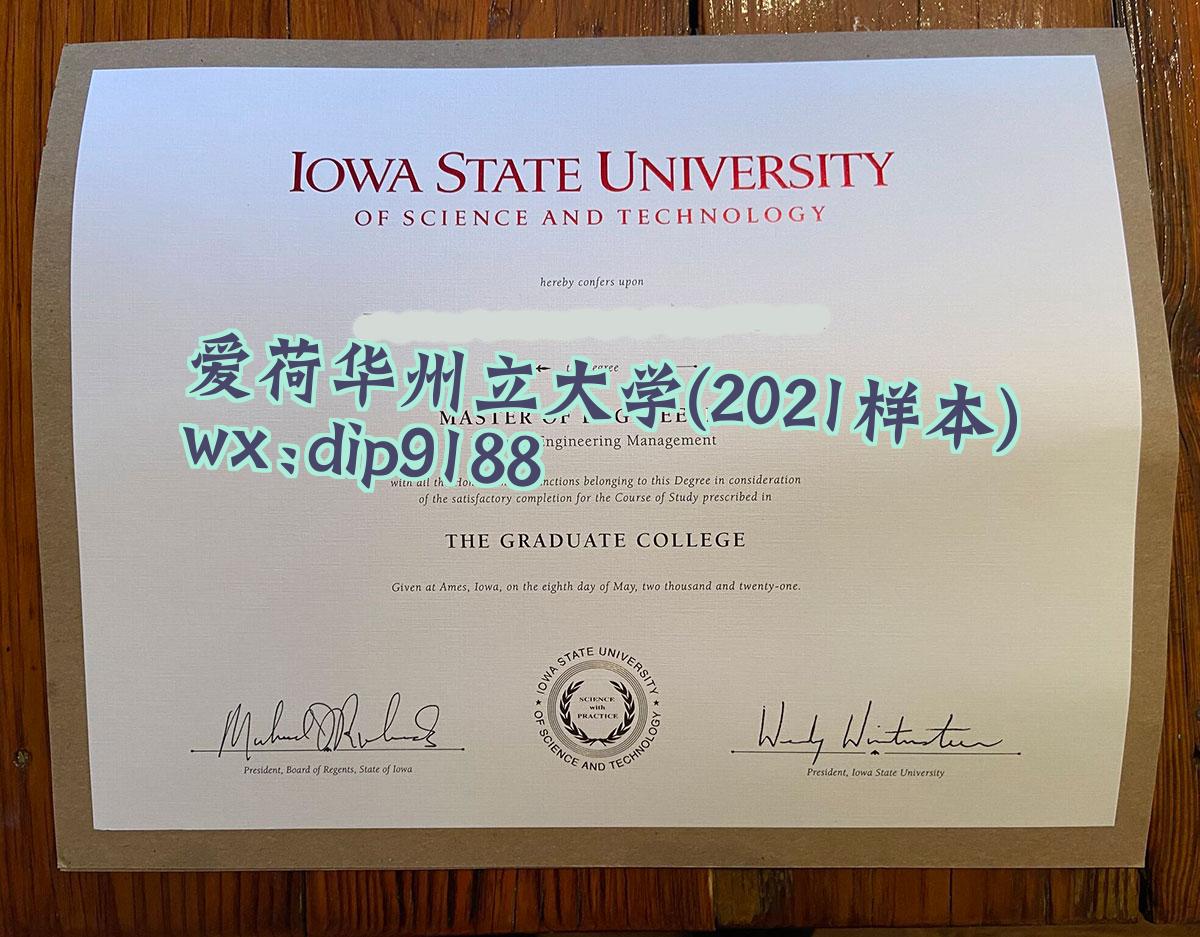 IOWA STATE UNIVERSITY
OF SCIENCE AND TECHNOLOGY
hereby confers upon
爱荷华州立大学(2021样本)
MASTER OF
wx:dip9188
Engineering Management
with all belonging to this Degree in consideration
of the satisfactory completion for the Course of Study prescribed in
THE GRADUATE COLLEGE
Given at Ames, Iowa, on the eighth day of May, two thousand and twenty-one.
IOWA STATE UNIVERSITY
OF SCIENCE AND TECHNOLOGY
SCIENCE
with
PRACTICE
President, Board of Regents, State of Iowa
President, Iowa State University